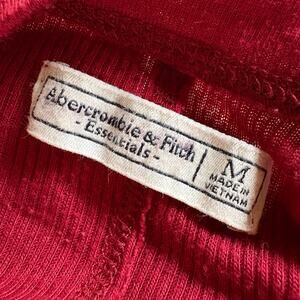 Abercrombie & Fitch
- Essentials -
M
MADE IN
VIETNAM